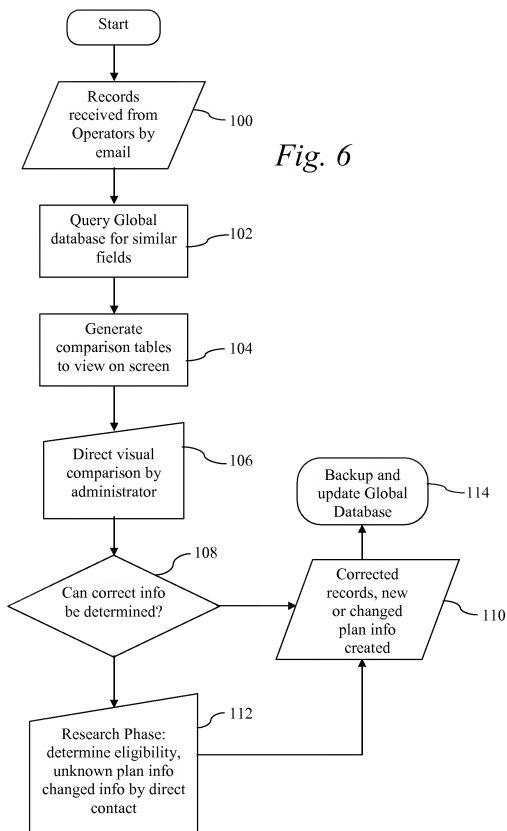 Start
Records
received from
Operators by
email
100
Fig. 6
Query Global
database for similar
fields
102
Generate
comparison tables
to view on screen
104
Direct visual
comparison by
administrator
106
Backup and
update Global
Database
114
108
Can correct info
be determined?
Corrected
records, new
or changed
plan info
created
110
112
Research Phase:
determine eligibility,
unknown plan info
changed info by direct
contact